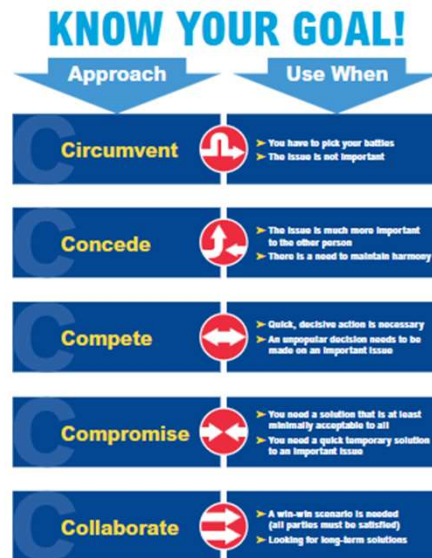 KNOW YOUR GOAL!
Approach
Use When
C Circumvent
➤ You have to pick your battles
➤ The issue is not important
C Concede
➤ The issue is much more important
to the other person
➤ There is a need to maintain harmony
C Compete
➤ Quick, decisive action is necessary
➤ An unpopular decision needs to be
made on an important issue
C Compromise
➤ You need a solution that is at least
minimally acceptable to all
➤ You need a quick temporary solution
to an important issue
C Collaborate
➤ A win-win scenario is needed
(all parties must be satisfied)
➤ Looking for long-term solutions